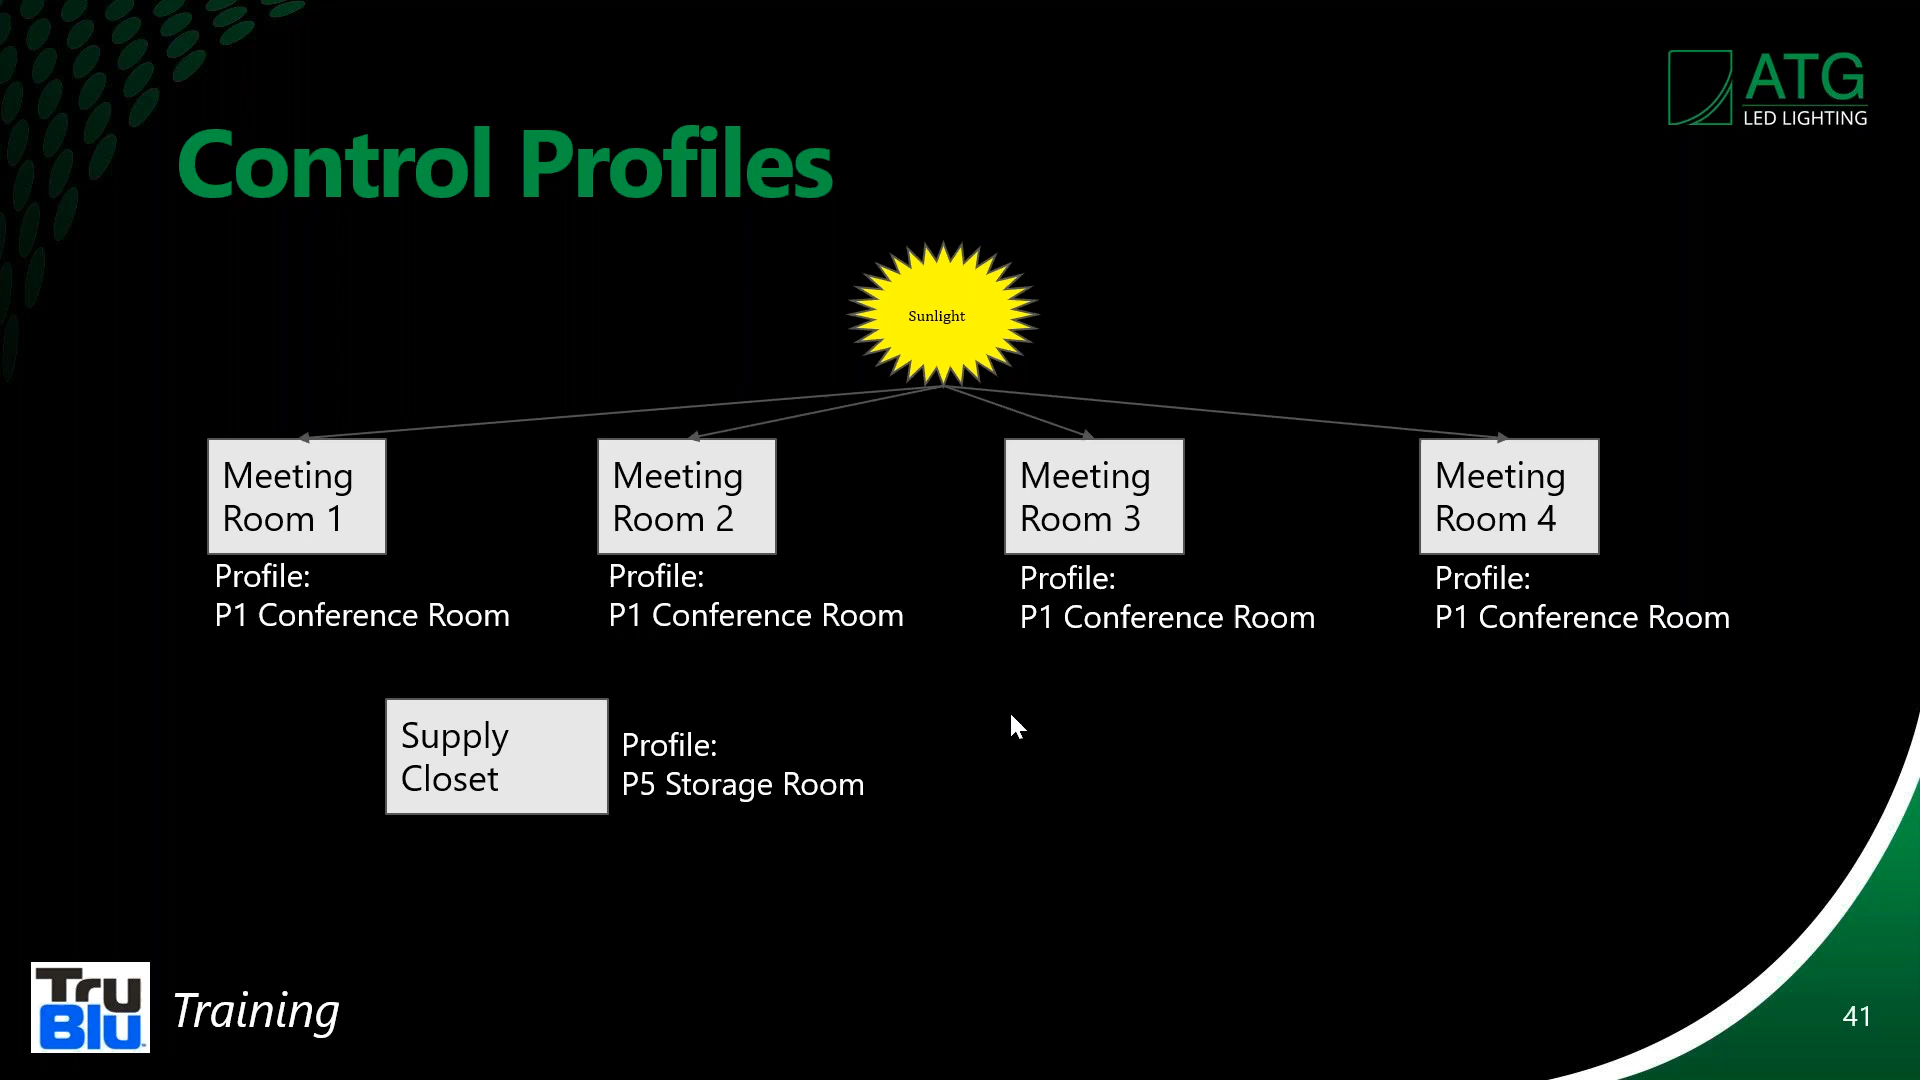 ATG
LED LIGHTING
Control Profiles
Sunlight
Meeting
Room 1
Meeting
Room 2
Meeting
Room 3
Meeting
Room 4
Profile:
P1 Conference Room
Profile:
P1 Conference Room
Profile:
P1 Conference Room
Profile:
P1 Conference Room
Supply
Closet
Profile:
P5 Storage Room
Tru
Blu
Training
41